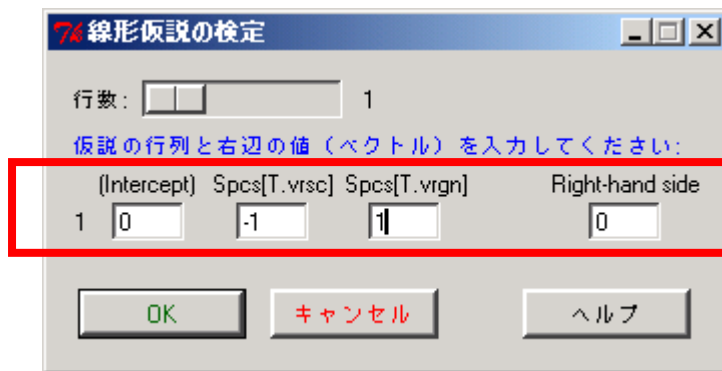 線形仮説の検定
行数: 1
仮説の行列と右辺の値（ベクトル）を入力してください:
(Intercept) Spcs[T.vrsc] Spcs[T.vrgn] Right-hand side
1 0 -1 1 0
OK キャンセル ヘルプ